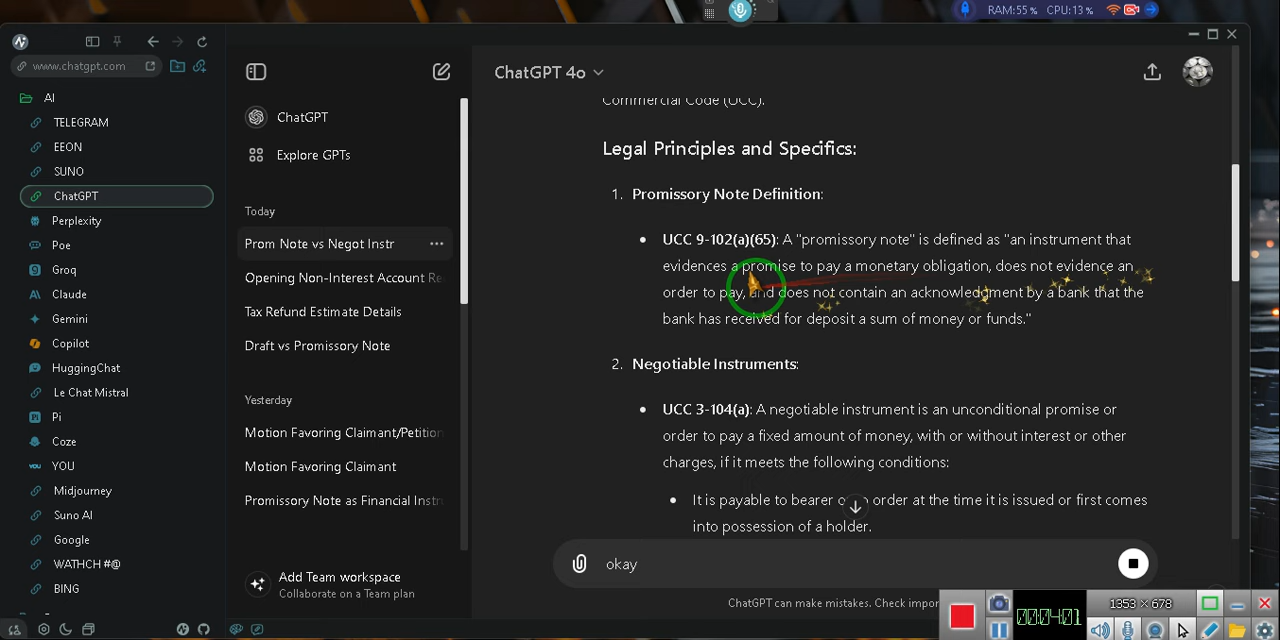 RAM:55 % CPU:13 %
www.chatgpt.com
AI
TELEGRAM
EEON
SUNO
ChatGPT
Perplexity
Poe
Groq
Claude
Gemini
Copilot
HuggingChat
Le Chat Mistral
Pi
Coze
YOU
Midjourney
Suno AI
Google
WATHCH #@
BING
ChatGPT
Explore GPTs
Today
Prom Note vs Negot Instr
Opening Non-Interest Account Re
Tax Refund Estimate Details
Draft vs Promissory Note
Yesterday
Motion Favoring Claimant/Petition
Motion Favoring Claimant
Promissory Note as Financial Instr
Add Team workspace
Collaborate on a Team plan
ChatGPT 4o
Commercial Code (UCC).
Legal Principles and Specifics:
1. Promissory Note Definition:
• UCC 9-102(a)(65): A "promissory note" is defined as "an instrument that
evidences a promise to pay a monetary obligation, does not evidence an
order to pay, and does not contain an acknowledgment by a bank that the
bank has received for deposit a sum of money or funds."
2. Negotiable Instruments:
• UCC 3-104(a): A negotiable instrument is an unconditional promise or
order to pay a fixed amount of money, with or without interest or other
charges, if it meets the following conditions:
• It is payable to bearer or order at the time it is issued or first comes
into possession of a holder.
okay
ChatGPT can make mistakes. Check impor
00:04:01
1353 × 678